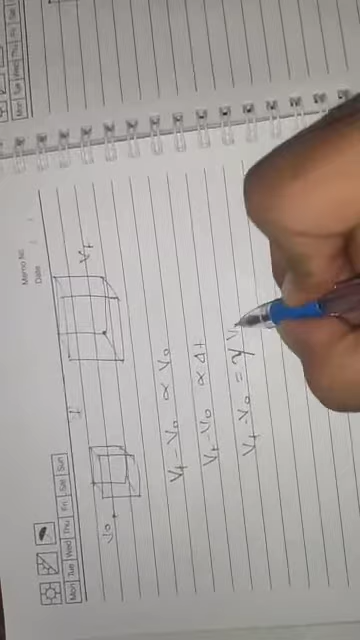 Memo No.
Date
Mon Tue Wed Thu Fri Sat Sun
V₀
Vₜ
Vₜ - V₀ ∝ V₀
Vₜ - V₀ ∝ Δt
Vₜ - V₀ = γ V